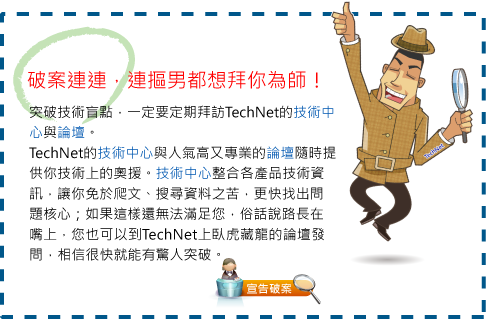 破案連連，連摳男都想拜你為師！
突破技術盲點，一定要定期拜訪TechNet的技術中
心與論壇。
TechNet的技術中心與人氣高又專業的論壇隨時提
供你技術上的奧援。技術中心整合各產品技術資
訊，讓你免於爬文、搜尋資料之苦，更快找出問
題核心；如果這樣還無法滿足您，俗話說路長在
嘴上，您也可以到TechNet上臥虎藏龍的論壇發
問，相信很快就能有驚人突破。
宣告破案
TechNet